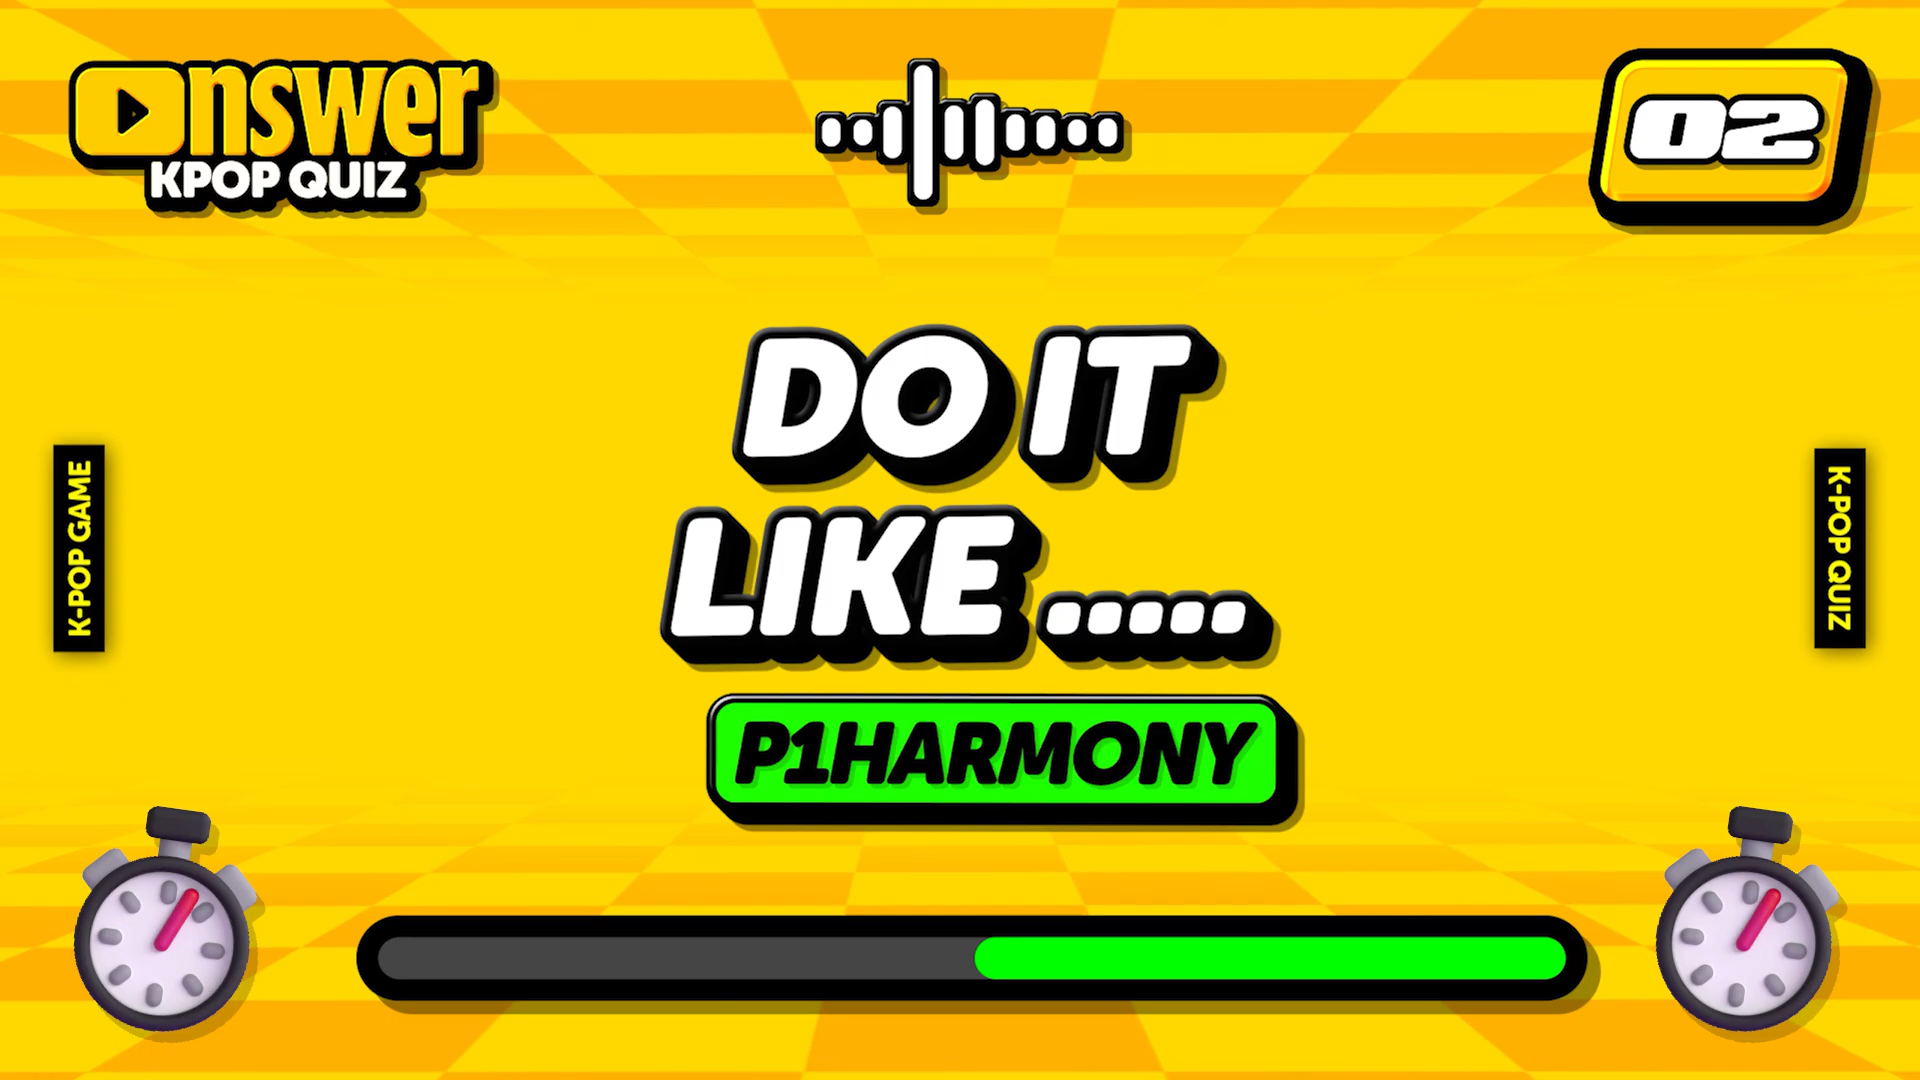 nswer
KPOP QUIZ
02
DO IT
LIKE .....
P1HARMONY
K-POP GAME
K-POP QUIZ